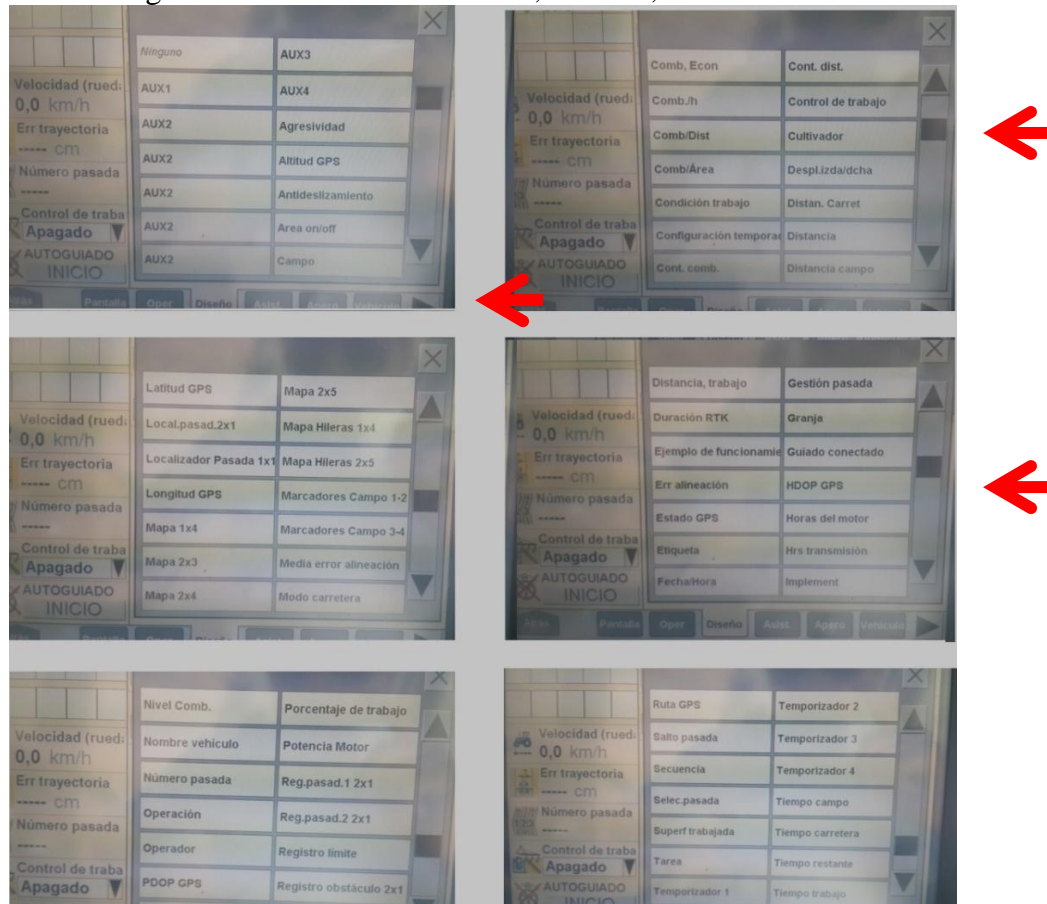 Ninguno AUX3
AUX1 AUX4
AUX2 Agresividad
AUX2 Altitud GPS
AUX2 Antideslizamiento
AUX2 Area on/off
AUX2 Campo
Velocidad (rued
0,0 km/h
Err trayectoria
----- cm
Número pasada
-----
Control de traba
Apagado
AUTOGUIADO
INICIO
Pantalla Oper Diseño Asist. Apero Vehículo
Comb, Econ Cont. dist.
Comb./h Control de trabajo
Comb/Dist Cultivador
Comb/Área Despl.izda/dcha
Condición trabajo Distan. Carret
Configuración temporad Distancia
Cont. comb. Distancia campo
Velocidad (rued
0,0 km/h
Err trayectoria
----- cm
Número pasada
-----
Control de traba
Apagado
AUTOGUIADO
INICIO
Latitud GPS Mapa 2x5
Local.pasad.2x1 Mapa Hileras 1x4
Localizador Pasada 1x1 Mapa Hileras 2x5
Longitud GPS Marcadores Campo 1-2
Mapa 1x4 Marcadores Campo 3-4
Mapa 2x3 Media error alineación
Mapa 2x4 Modo carretera
Velocidad (rued
0,0 km/h
Err trayectoria
----- cm
Número pasada
-----
Control de traba
Apagado
AUTOGUIADO
INICIO
Distancia, trabajo Gestión pasada
Duración RTK Granja
Ejemplo de funcionamie Guiado conectado
Err alineación HDOP GPS
Estado GPS Horas del motor
Etiqueta Hrs transmisión
Fecha/Hora Implement
Velocidad (rued
0,0 km/h
Err trayectoria
----- cm
Número pasada
-----
Control de traba
Apagado
AUTOGUIADO
INICIO
Atrás Pantalla Oper Diseño Asist. Apero Vehículo
Nivel Comb. Porcentaje de trabajo
Nombre vehículo Potencia Motor
Número pasada Reg.pasad.1 2x1
Operación Reg.pasad.2 2x1
Operador Registro límite
PDOP GPS Registro obstáculo 2x1
Velocidad (rued
0,0 km/h
Err trayectoria
----- cm
Número pasada
-----
Control de traba
Apagado
Ruta GPS Temporizador 2
Salto pasada Temporizador 3
Secuencia Temporizador 4
Selec.pasada Tiempo campo
Superf trabajada Tiempo carretera
Tarea Tiempo restante
Temporizador 1 Tiempo trabajo
Velocidad (rued
0,0 km/h
Err trayectoria
----- cm
Número pasada
-----
Control de traba
Apagado
AUTOGUIADO
INICIO